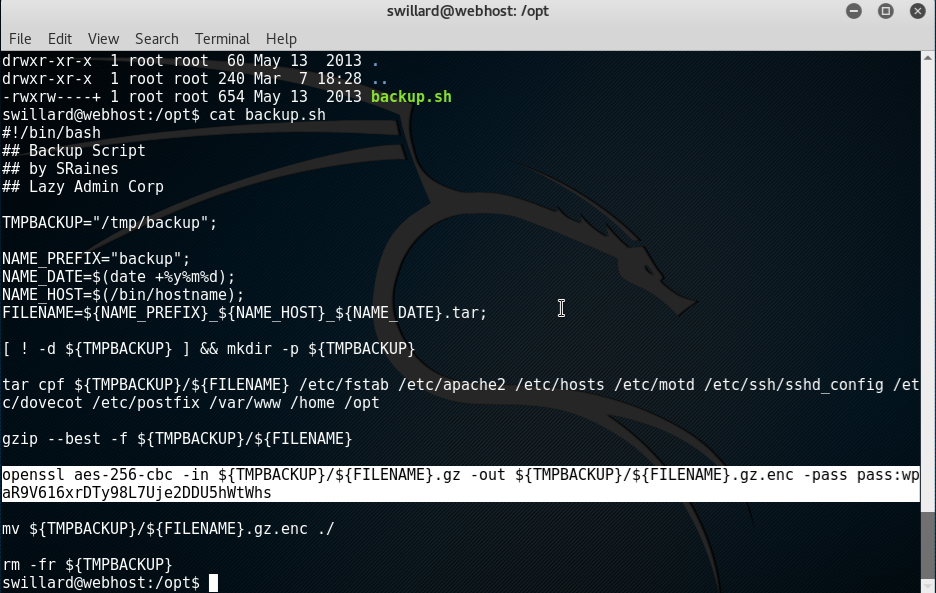 swillard@webhost: /opt
File Edit View Search Terminal Help
drwxr-xr-x  1 root root  60 May 13  2013 .
drwxr-xr-x  1 root root 240 Mar  7 18:28 ..
-rwxrw----+ 1 root root 654 May 13  2013 backup.sh
swillard@webhost:/opt$ cat backup.sh
#!/bin/bash
## Backup Script
## by SRaines
## Lazy Admin Corp
TMPBACKUP="/tmp/backup";
NAME_PREFIX="backup";
NAME_DATE=$(date +%y%m%d);
NAME_HOST=$(/bin/hostname);
FILENAME=${NAME_PREFIX}_${NAME_HOST}_${NAME_DATE}.tar;
[ ! -d ${TMPBACKUP} ] && mkdir -p ${TMPBACKUP}
tar cpf ${TMPBACKUP}/${FILENAME} /etc/fstab /etc/apache2 /etc/hosts /etc/motd /etc/ssh/sshd_config /et
c/dovecot /etc/postfix /var/www /home /opt
gzip --best -f ${TMPBACKUP}/${FILENAME}
openssl aes-256-cbc -in ${TMPBACKUP}/${FILENAME}.gz -out ${TMPBACKUP}/${FILENAME}.gz.enc -pass pass:wp
aR9V616xrDTy98L7Uje2DDU5hWtWhs
mv ${TMPBACKUP}/${FILENAME}.gz.enc ./
rm -fr ${TMPBACKUP}
swillard@webhost:/opt$